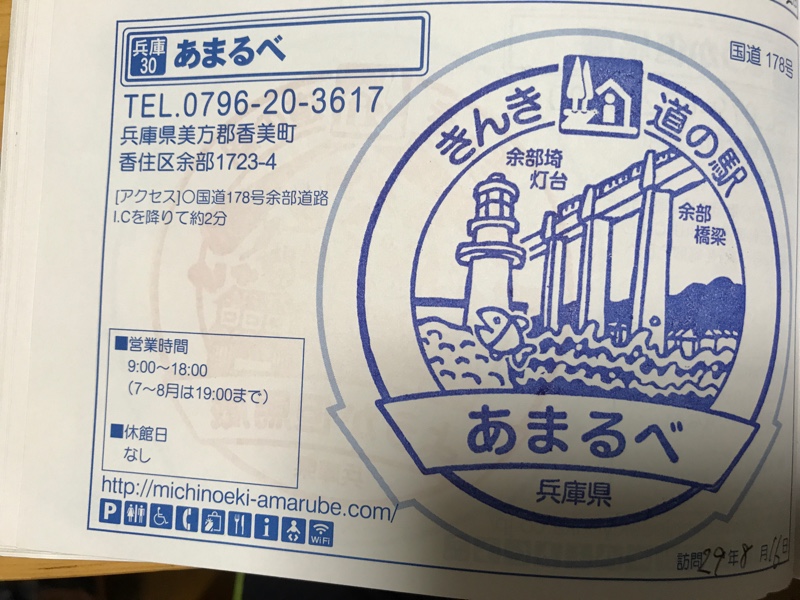 兵庫
30
あまるべ
国道 178号
TEL.0796-20-3617
兵庫県美方郡香美町
香住区余部1723-4
[アクセス]〇国道178号余部道路
I.Cを降りて約2分
きんき 道の駅
余部埼
灯台
余部
橋梁
あまるべ
兵庫県
■営業時間
9:00～18:00
（7～8月は19:00まで）
■休館日
なし
http://michinoeki-amarube.com/
P
i
WiFi
訪問29年8月16日